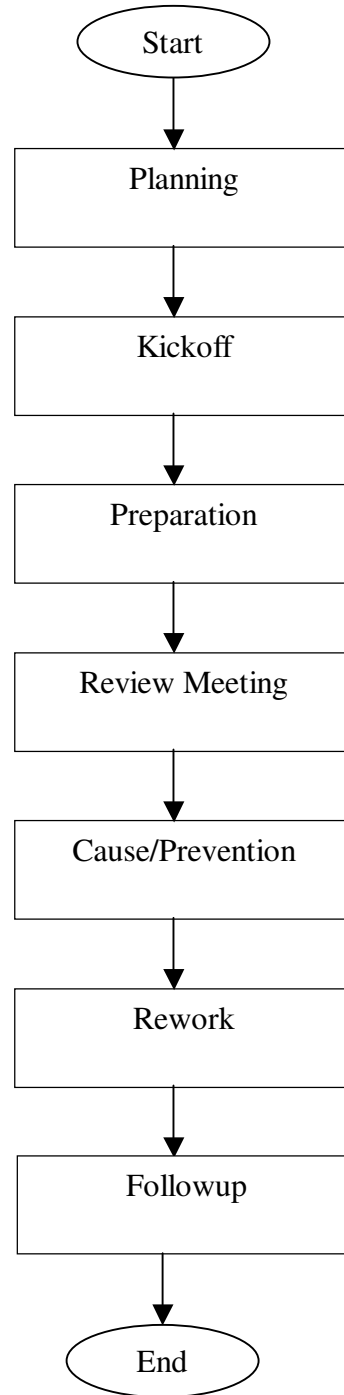 Start
Planning
Kickoff
Preparation
Review Meeting
Cause/Prevention
Rework
Followup
End